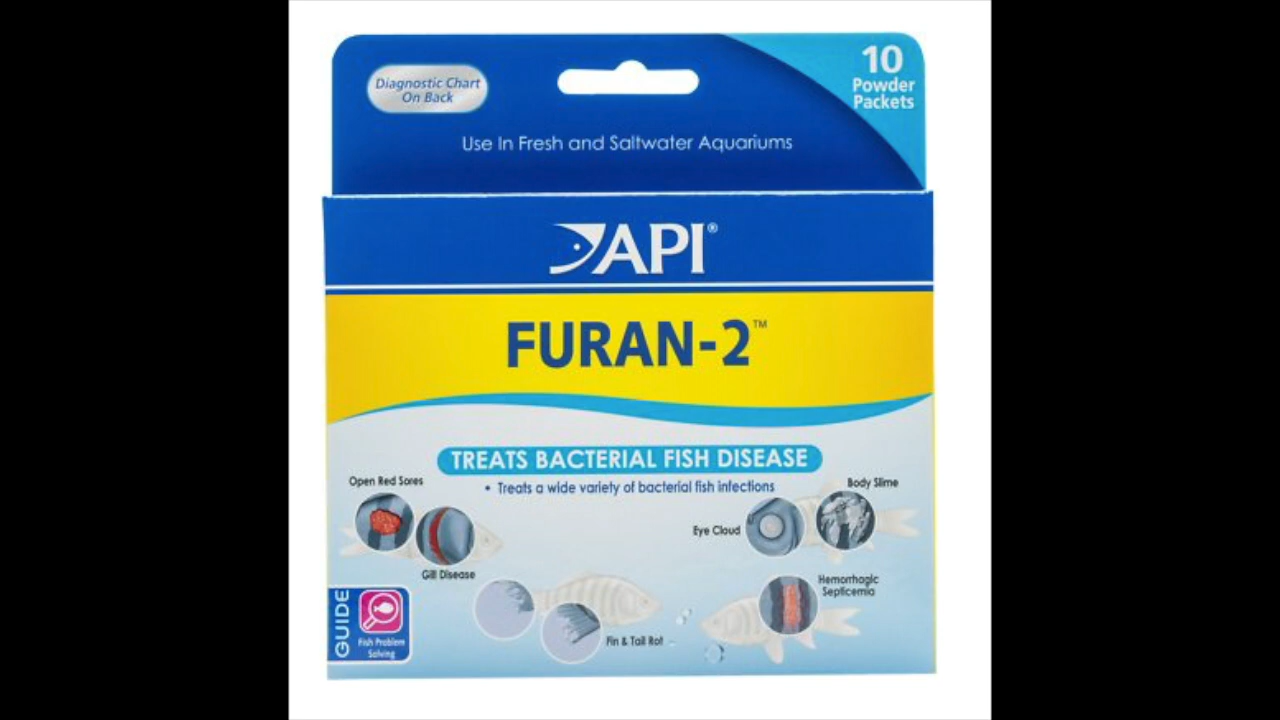 Diagnostic Chart
On Back
10
Powder
Packets
Use In Fresh and Saltwater Aquariums
API®
FURAN-2™
TREATS BACTERIAL FISH DISEASE
• Treats a wide variety of bacterial fish infections
Open Red Sores
Gill Disease
Eye Cloud
Body Slime
Fin & Tail Rot
Hemorrhagic
Septicemia
GUIDE
Fish Problem
Solving